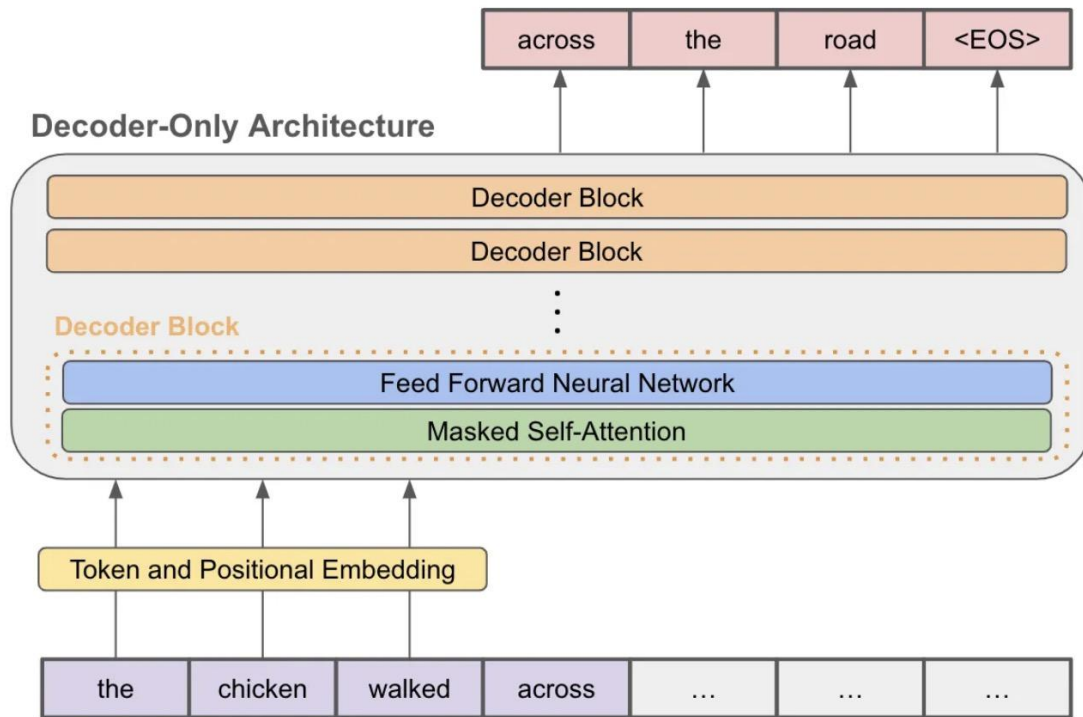 across the road <EOS>
Decoder-Only Architecture
Decoder Block
Decoder Block
Decoder Block
Feed Forward Neural Network
Masked Self-Attention
Token and Positional Embedding
the chicken walked across ... ... ...